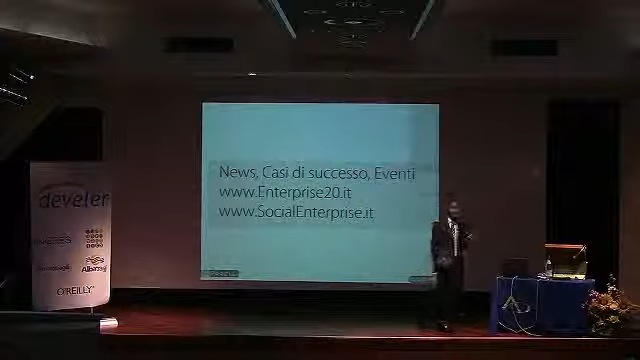 News, Casi di successo, Eventi
www.Enterprise20.it
www.SocialEnterprise.it
develer
O'REILLY